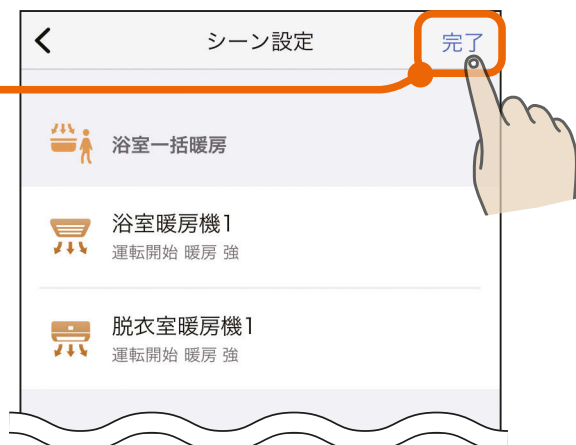 シーン設定
完了
浴室一括暖房
浴室暖房機1
運転開始 暖房 強
脱衣室暖房機1
運転開始 暖房 強